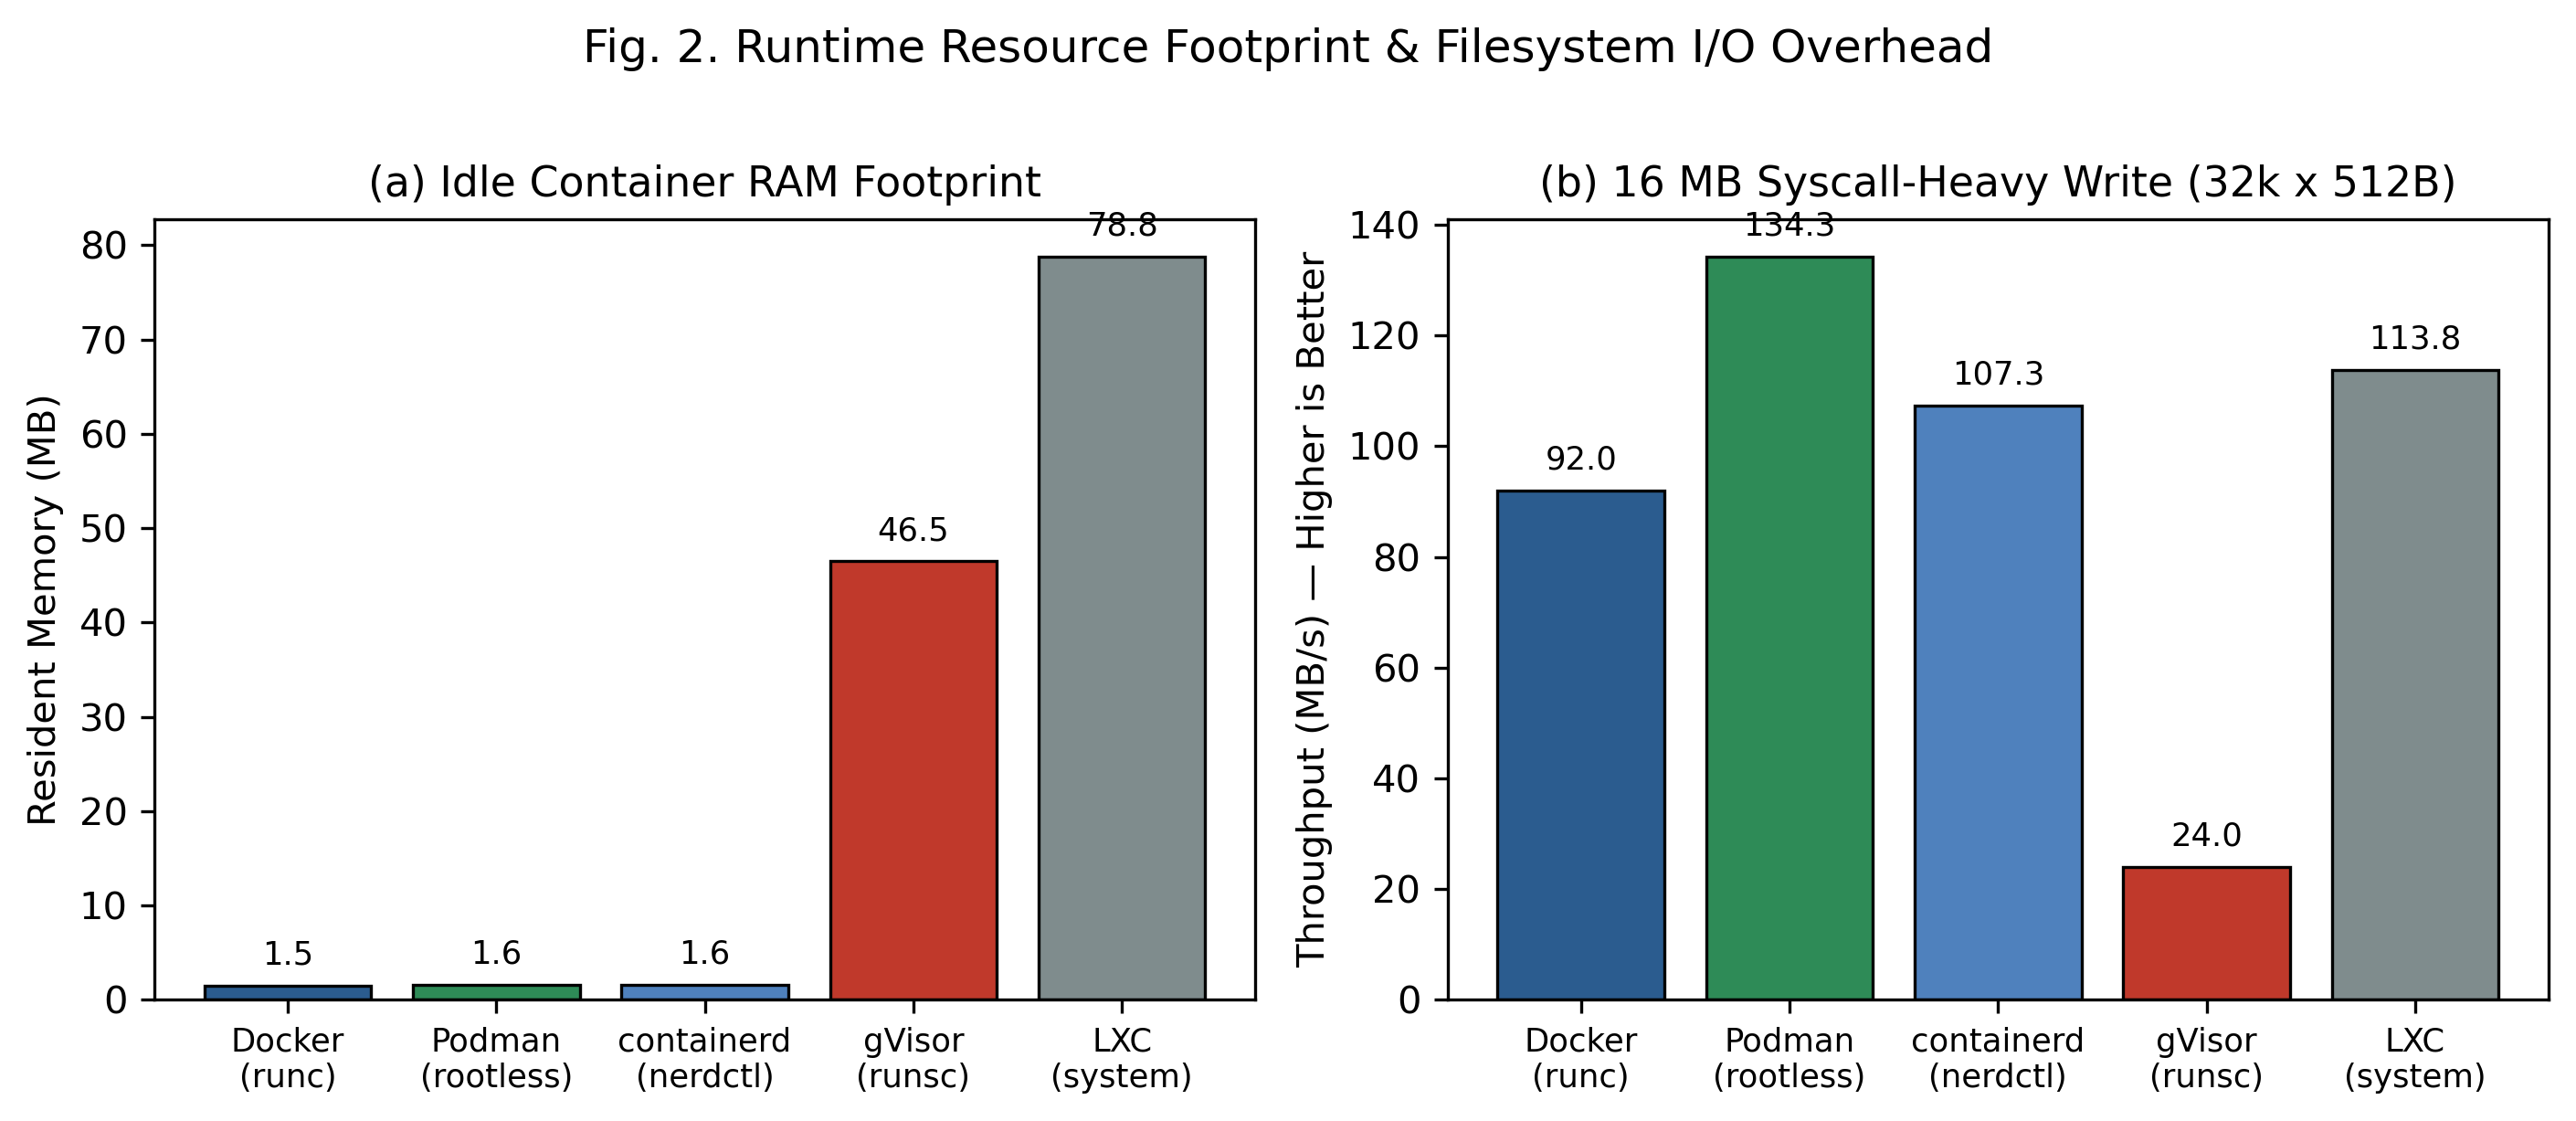 Fig. 2. Runtime Resource Footprint & Filesystem I/O Overhead
(a) Idle Container RAM Footprint
Resident Memory (MB)
80
70
60
50
40
30
20
10
0
1.5
1.6
1.6
46.5
78.8
Docker
(runc)
Podman
(rootless)
containerd
(nerdctl)
gVisor
(runsc)
LXC
(system)
(b) 16 MB Syscall-Heavy Write (32k x 512B)
Throughput (MB/s) — Higher is Better
140
120
100
80
60
40
20
0
92.0
134.3
107.3
24.0
113.8
Docker
(runc)
Podman
(rootless)
containerd
(nerdctl)
gVisor
(runsc)
LXC
(system)